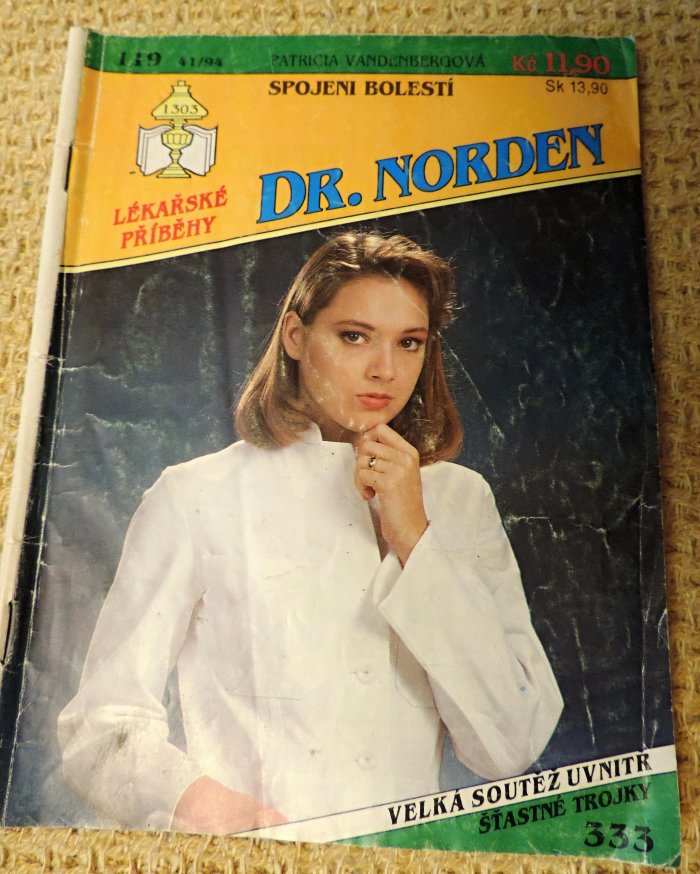 119 41/94 PATRICIA VANDENBERGOVÁ Kč 11,90
SPOJENI BOLESTÍ Sk 13,90
1303
DR. NORDEN
LÉKAŘSKÉ
PŘÍBĚHY
VELKÁ SOUTĚŽ UVNITŘ
ŠŤASTNÉ TROJKY
333